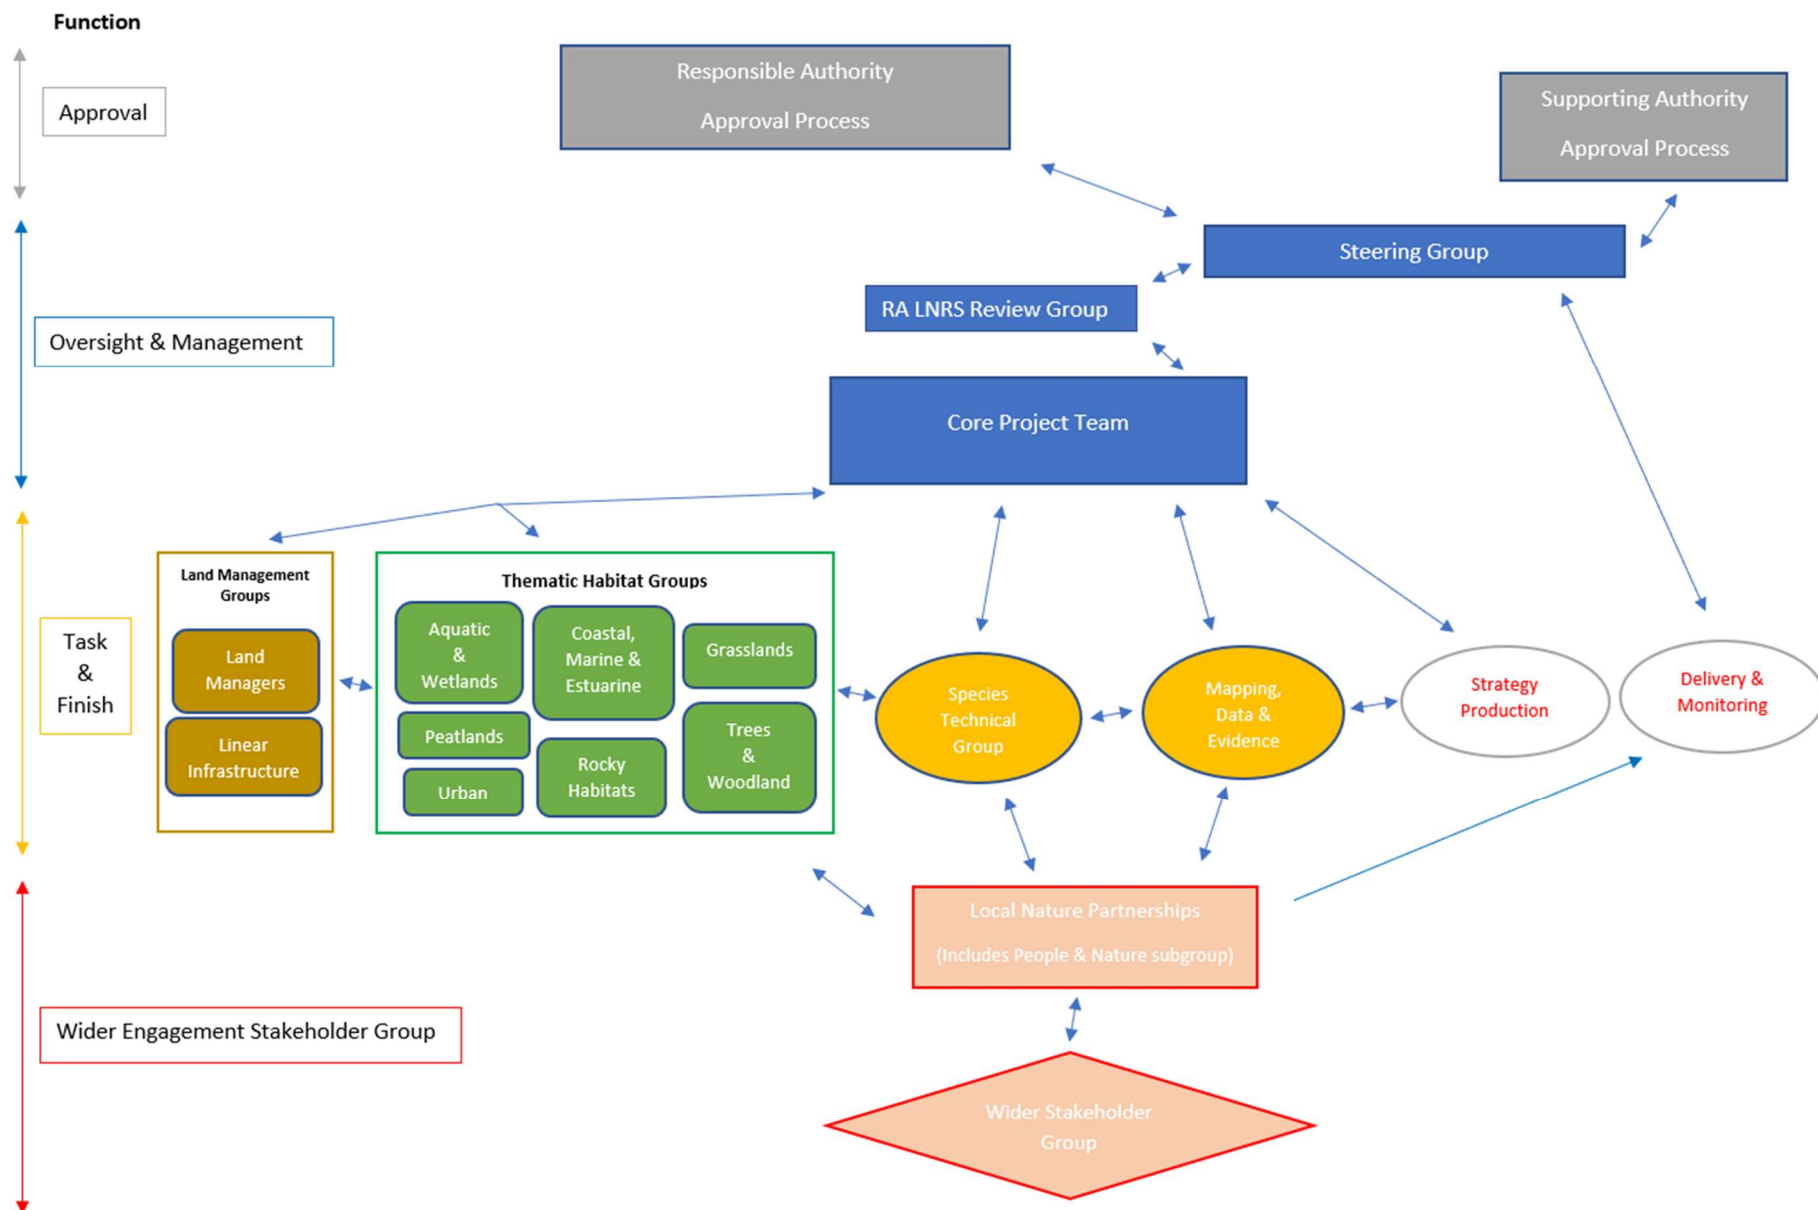 Function
Approval
Responsible Authority
Approval Process
Supporting Authority
Approval Process
Steering Group
RA LNRS Review Group
Oversight & Management
Core Project Team
Task
&
Finish
Land Management
Groups
Land
Managers
Linear
Infrastructure
Thematic Habitat Groups
Aquatic
&
Wetlands
Coastal,
Marine &
Estuarine
Grasslands
Peatlands
Urban
Rocky
Habitats
Trees
&
Woodland
Species
Technical
Group
Mapping,
Data &
Evidence
Strategy
Production
Delivery &
Monitoring
Local Nature Partnerships
(Includes People & Nature subgroup)
Wider Engagement Stakeholder Group
Wider Stakeholder
Group